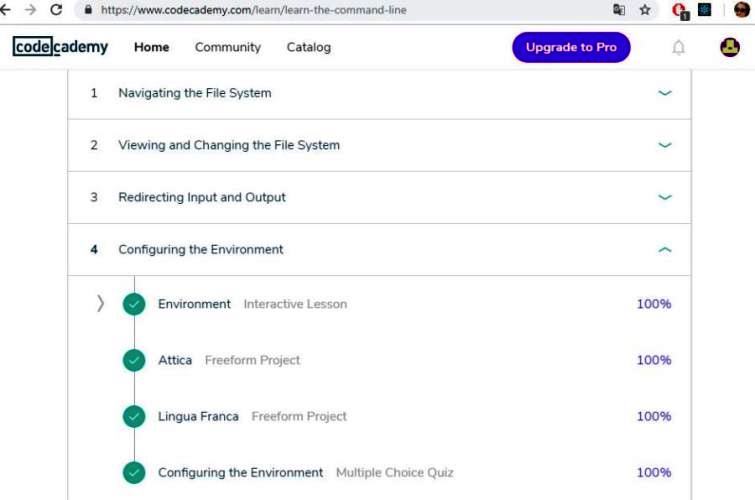 https://www.codecademy.com/learn/learn-the-command-line
1
codecademy Home Community Catalog Upgrade to Pro
1 Navigating the File System
2 Viewing and Changing the File System
3 Redirecting Input and Output
4 Configuring the Environment
Environment Interactive Lesson 100%
Attica Freeform Project 100%
Lingua Franca Freeform Project 100%
Configuring the Environment Multiple Choice Quiz 100%